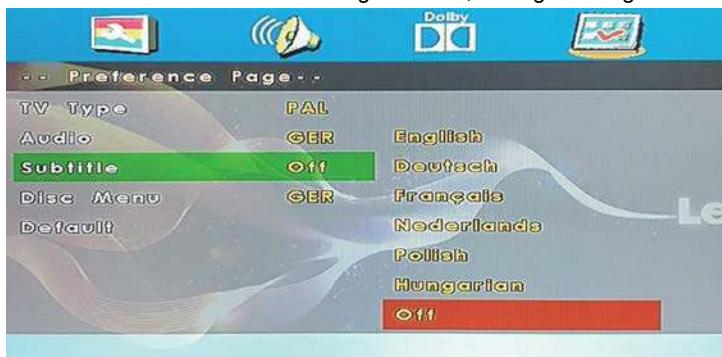 Dolby
-- Preference Page--
TV Type PAL
Audio GER English
Subtitle Off Deutsch
Disc Menu GER Français
Default Nederlands
Polish
Hungarian
Off
Le